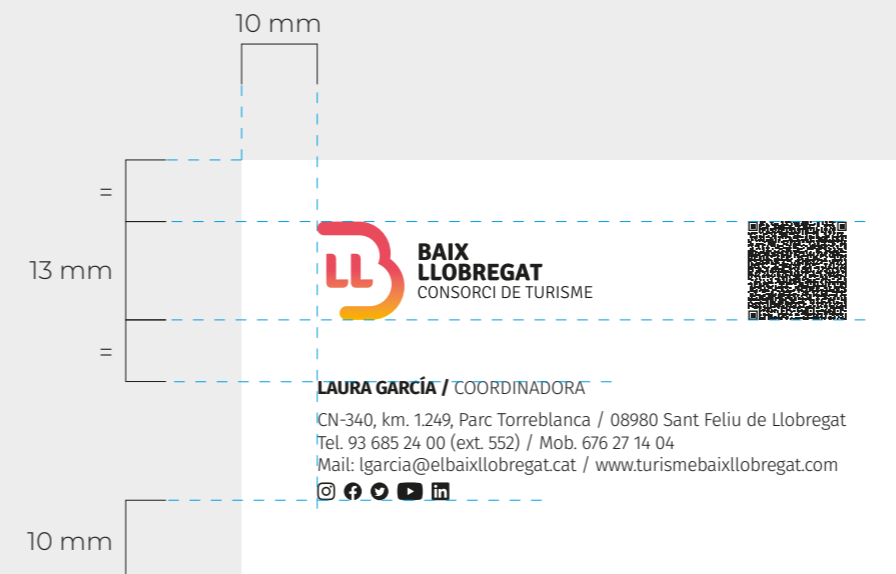 10 mm
=
13 mm
LL B
BAIX
LLOBREGAT
CONSORCI DE TURISME
=
LAURA GARCÍA / COORDINADORA
CN-340, km. 1.249, Parc Torreblanca / 08980 Sant Feliu de Llobregat
Tel. 93 685 24 00 (ext. 552) / Mob. 676 27 14 04
Mail: lgarcia@elbaixllobregat.cat / www.turismebaixllobregat.com
in
10 mm